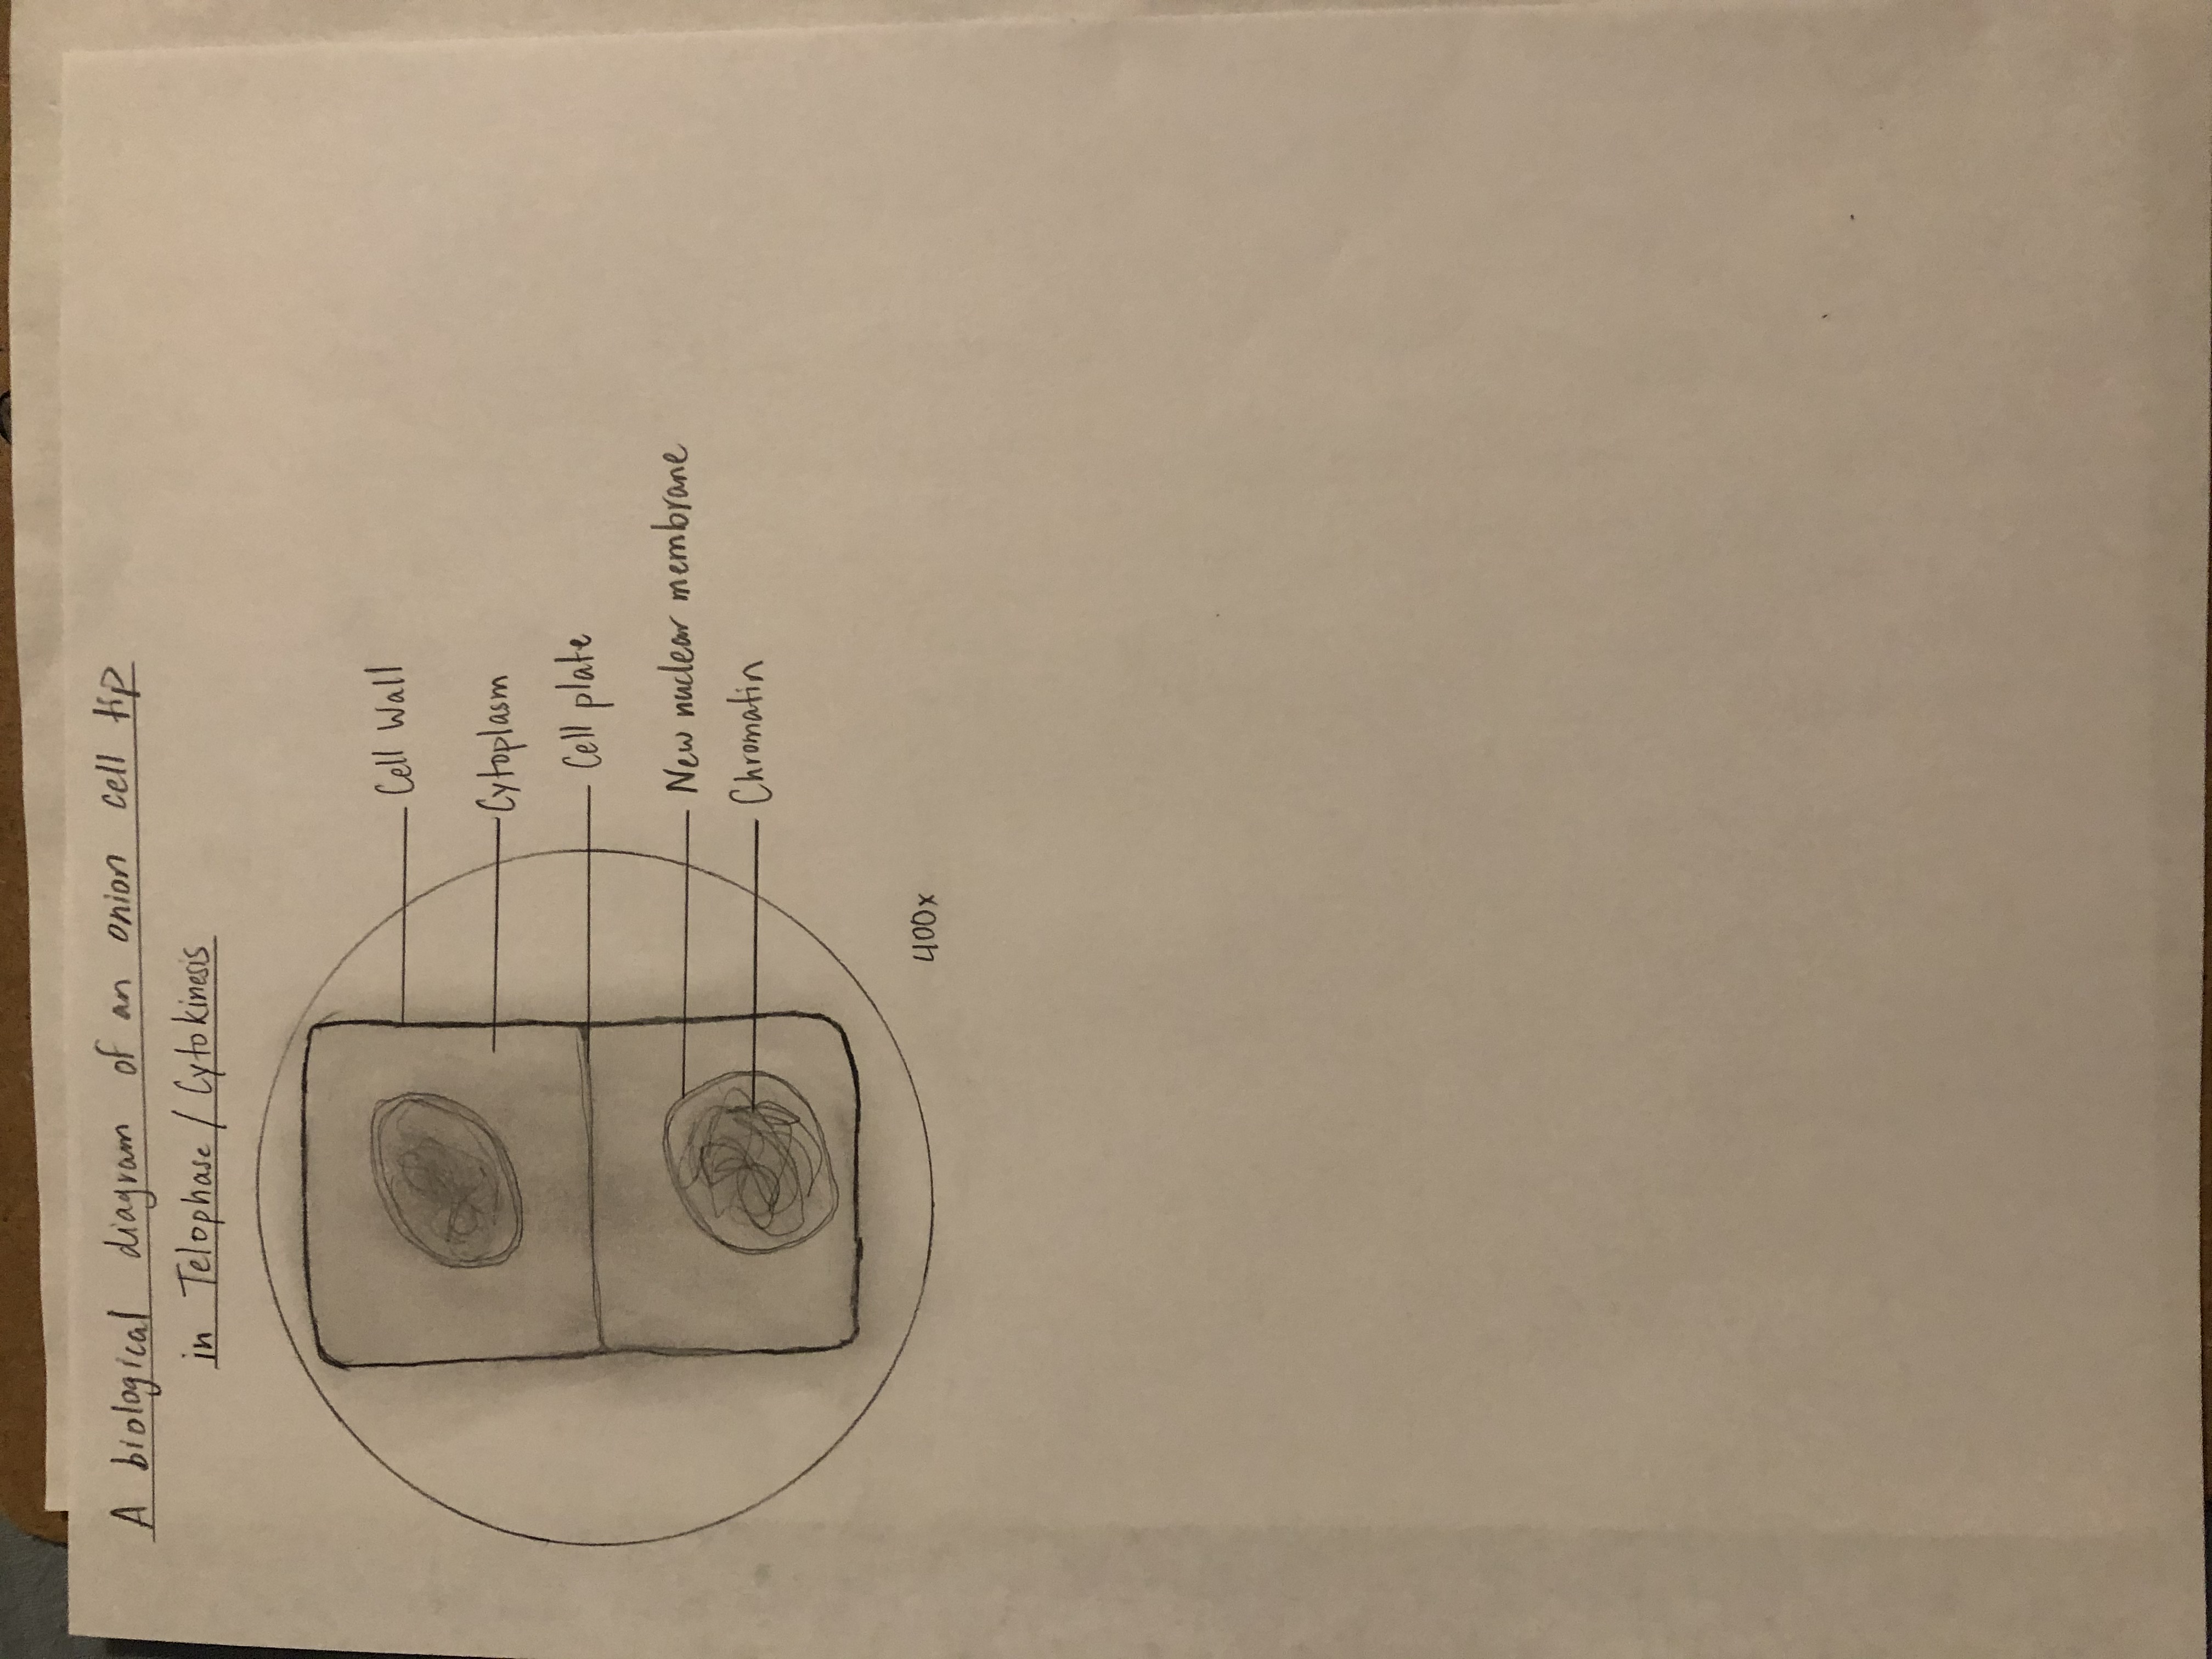 A biological diagram of an onion cell tip
in Telophase / Cytokinesis
Cell Wall
Cytoplasm
Cell plate
New nuclear membrane
Chromatin
400x